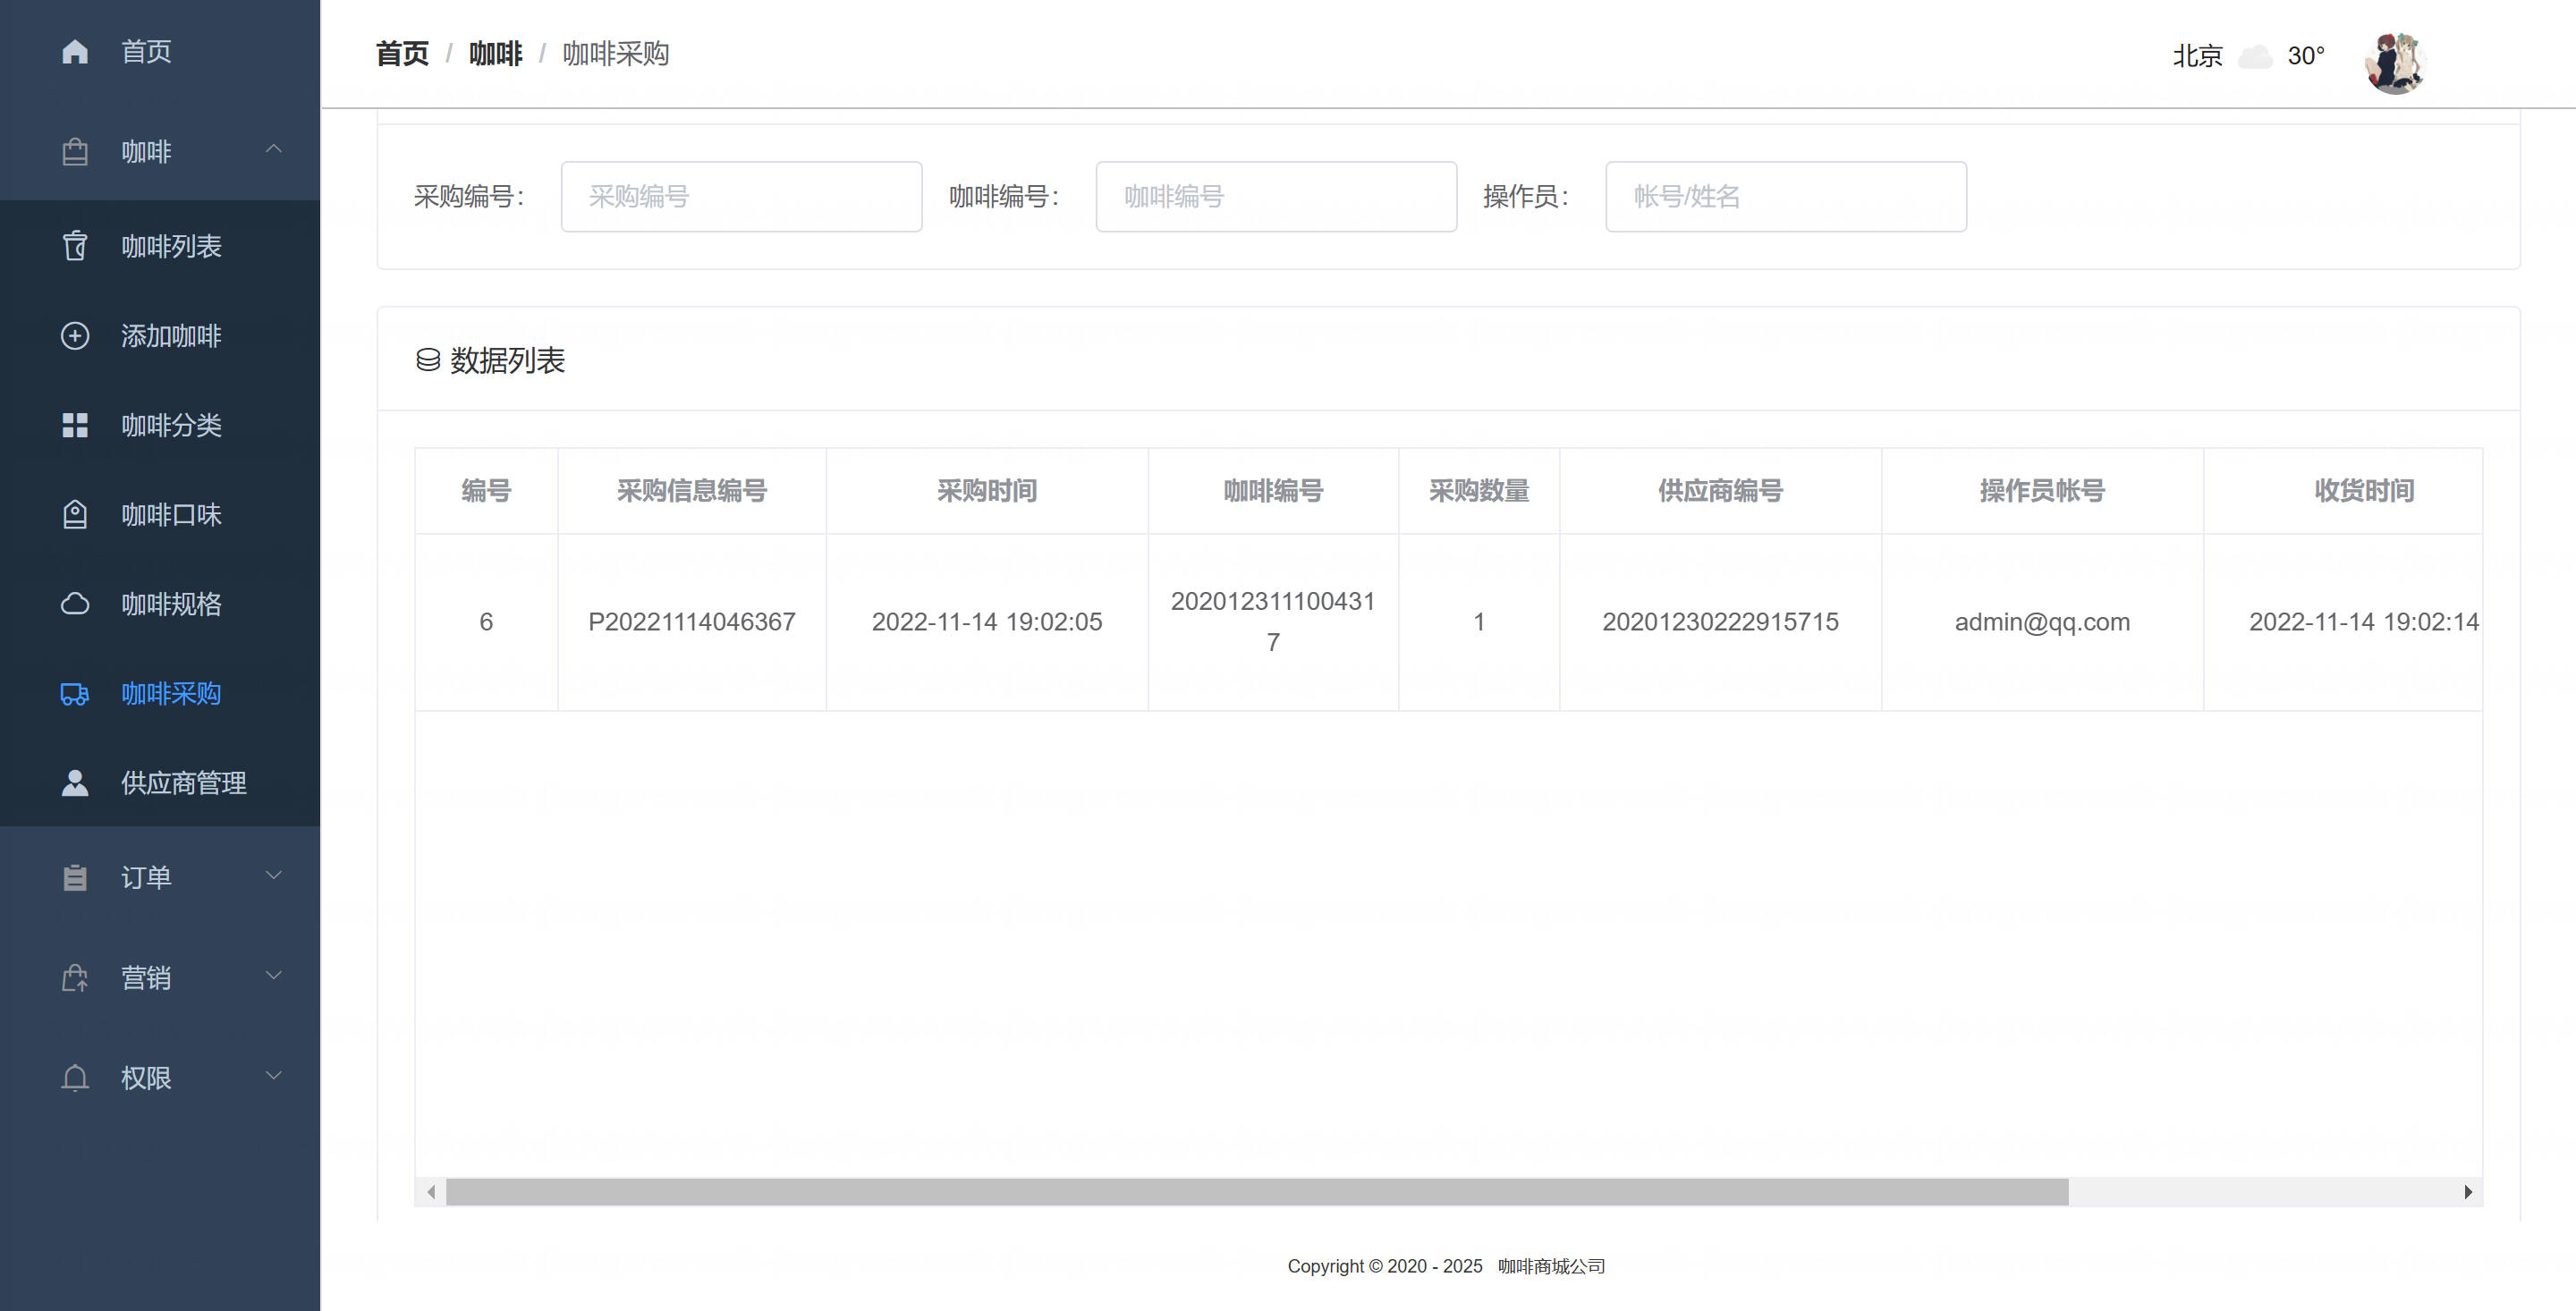 首页
咖啡
咖啡列表
添加咖啡
咖啡分类
咖啡口味
咖啡规格
咖啡采购
供应商管理
订单
营销
权限
首页 / 咖啡 / 咖啡采购
北京 30°
采购编号： 采购编号 咖啡编号： 咖啡编号 操作员： 帐号/姓名
数据列表
编号 采购信息编号 采购时间 咖啡编号 采购数量 供应商编号 操作员帐号 收货时间
6 P20221114046367 2022-11-14 19:02:05 202012311100431 1 20201230222915715 admin@qq.com 2022-11-14 19:02:14
7
Copyright © 2020 - 2025 咖啡商城公司